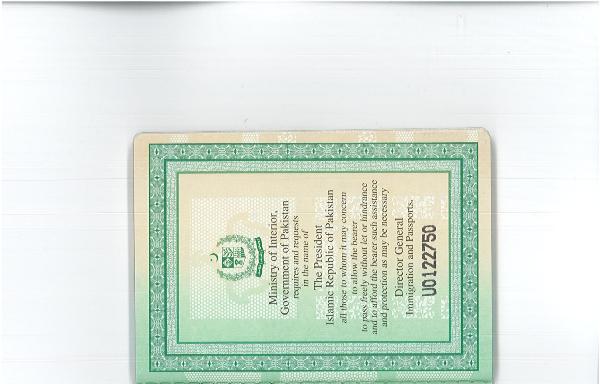 Ministry of Interior,
Government of Pakistan
requires and requests
in the name of
The President
Islamic Republic of Pakistan
all those to whom it may concern
to allow the bearer
to pass freely without let or hindrance
and to afford the bearer such assistance
and protection as may be necessary
Director General
Immigration and Passports.
U0122750